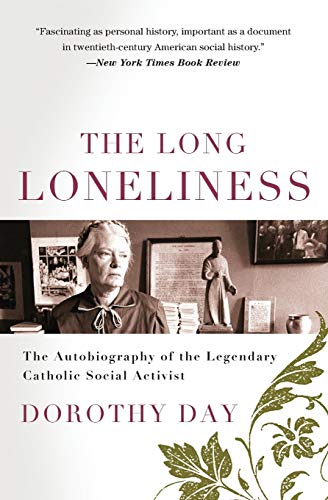 "Fascinating as personal history, important as a document
in twentieth-century American social history."
—New York Times Book Review
THE LONG
LONELINESS
The Autobiography of the Legendary
Catholic Social Activist
DOROTHY DAY